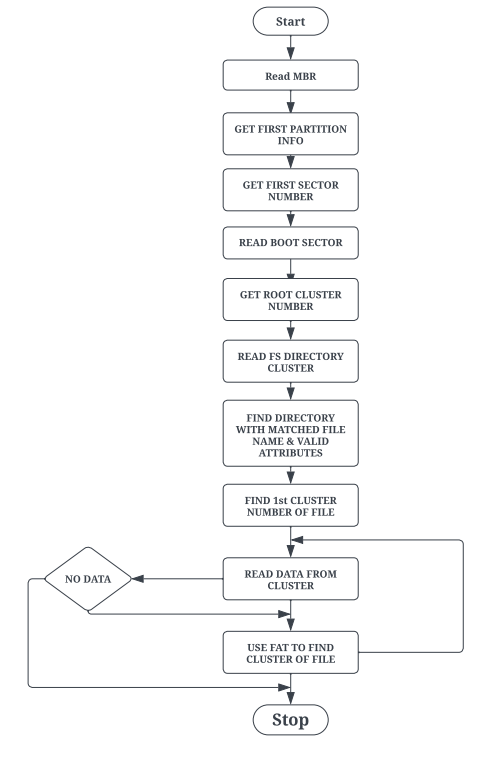 Start
Read MBR
GET FIRST PARTITION
INFO
GET FIRST SECTOR
NUMBER
READ BOOT SECTOR
GET ROOT CLUSTER
NUMBER
READ FS DIRECTORY
CLUSTER
FIND DIRECTORY
WITH MATCHED FILE
NAME & VALID
ATTRIBUTES
FIND 1st CLUSTER
NUMBER OF FILE
NO DATA
READ DATA FROM
CLUSTER
USE FAT TO FIND
CLUSTER OF FILE
Stop